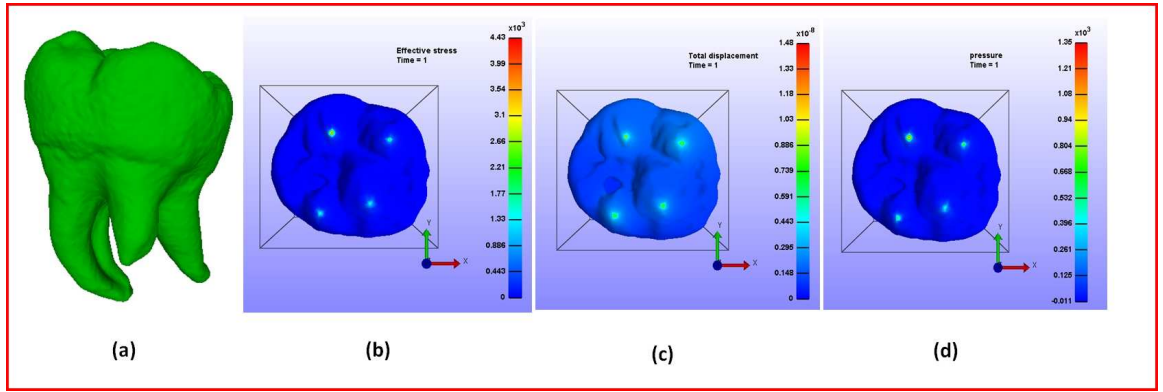 ×10³
Effective stress
Time = 1
4.43
3.99
3.54
3.1
2.66
2.21
1.77
1.33
0.886
0.443
0
Y
X
×10⁻⁸
Total displacement
Time = 1
1.48
1.33
1.18
1.03
0.886
0.739
0.591
0.443
0.295
0.148
0
Y
X
×10³
pressure
Time = 1
1.35
1.21
1.08
0.94
0.804
0.668
0.532
0.396
0.261
0.125
-0.011
Y
X
(a)
(b)
(c)
(d)